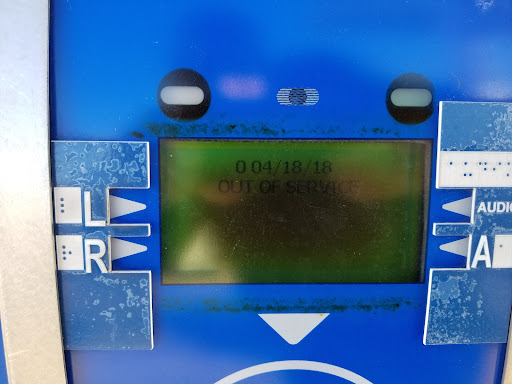 0 04/18/18
OUT OF SERVICE
L
AUDIO
R
A